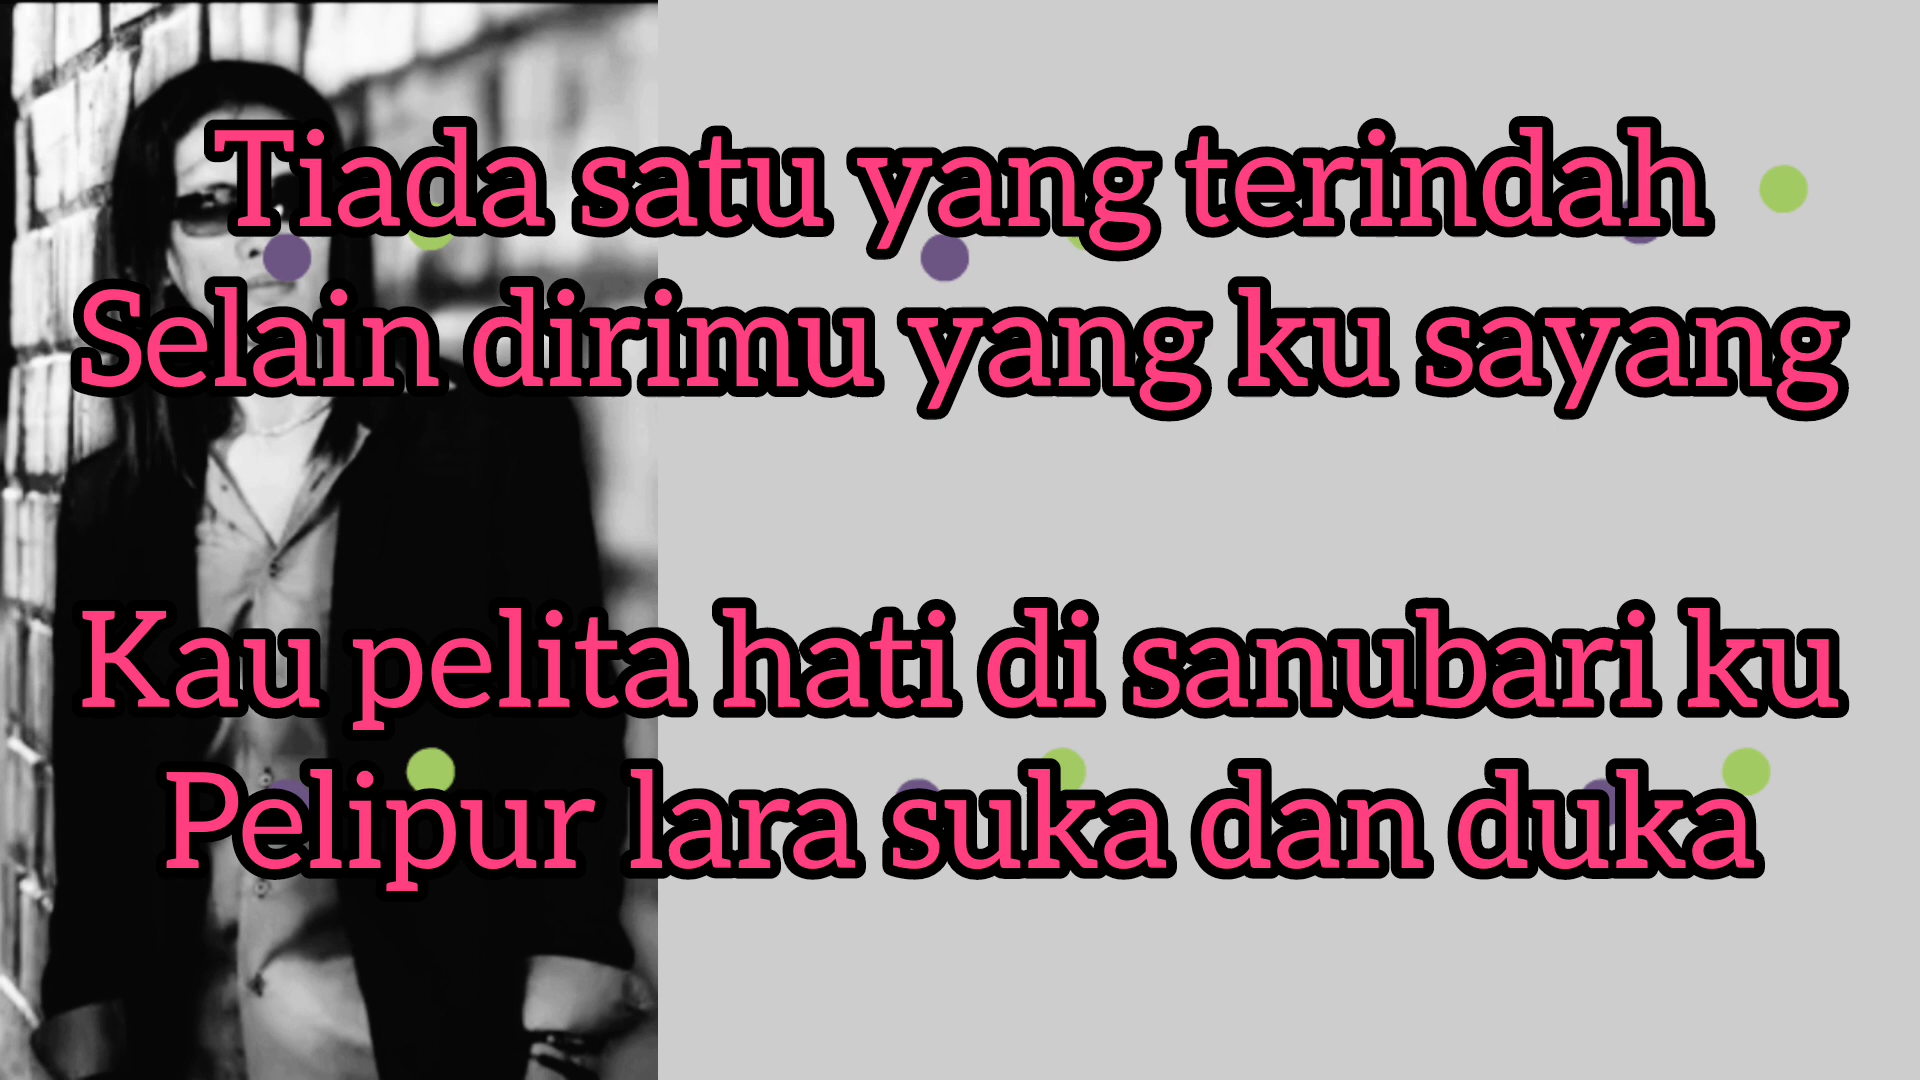 Tiada satu yang terindah
Selain dirimu yang ku sayang
Kau pelita hati di sanubari ku
Pelipur lara suka dan duka